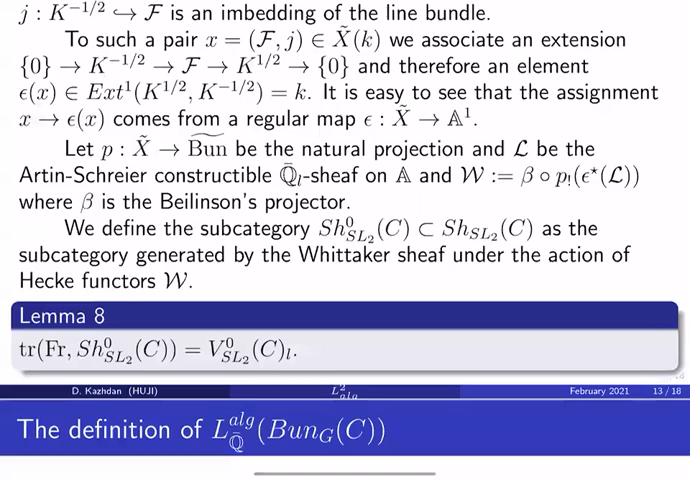 j : K^{-1/2} ↪ ℱ is an imbedding of the line bundle.
To such a pair x = (ℱ, j) ∈ X̃(k) we associate an extension
{0} → K^{-1/2} → ℱ → K^{1/2} → {0} and therefore an element
ϵ(x) ∈ Ext^1(K^{1/2}, K^{-1/2}) = k. It is easy to see that the assignment
x → ϵ(x) comes from a regular map ϵ : X̃ → 𝔸^1.
Let p : X̃ → \widetilde{Bun} be the natural projection and ℒ be the
Artin-Schreier constructible \bar{ℚ}_l-sheaf on 𝔸 and 𝒲 := β ∘ p_!(ϵ^⋆(ℒ))
where β is the Beilinson's projector.
We define the subcategory Sh^0_{SL_2}(C) ⊂ Sh_{SL_2}(C) as the
subcategory generated by the Whittaker sheaf under the action of
Hecke functors 𝒲.
Lemma 8
tr(Fr, Sh^0_{SL_2}(C)) = V^0_{SL_2}(C)_l.
D. Kazhdan (HUJI) L^2_{alg} February 2021 13 / 18
The definition of L^{alg}_{\bar{ℚ}}(Bun_G(C))